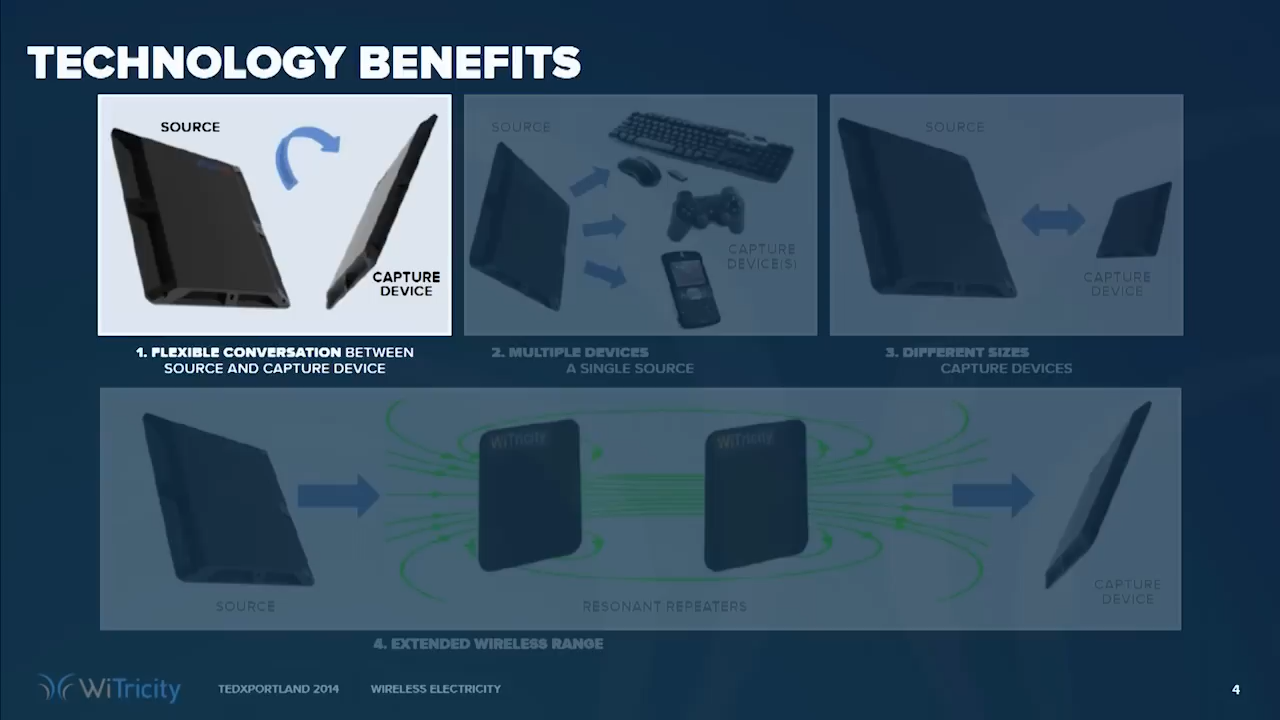 TECHNOLOGY BENEFITS
SOURCE
CAPTURE
DEVICE
SOURCE
CAPTURE
DEVICE(S)
SOURCE
CAPTURE
DEVICE
1. FLEXIBLE CONVERSATION BETWEEN
SOURCE AND CAPTURE DEVICE
2. MULTIPLE DEVICES
A SINGLE SOURCE
3. DIFFERENT SIZES
CAPTURE DEVICES
WiTricity
WiTricity
SOURCE
RESONANT REPEATERS
CAPTURE
DEVICE
4. EXTENDED WIRELESS RANGE
WiTricity
TEDXPORTLAND 2014
WIRELESS ELECTRICITY
4